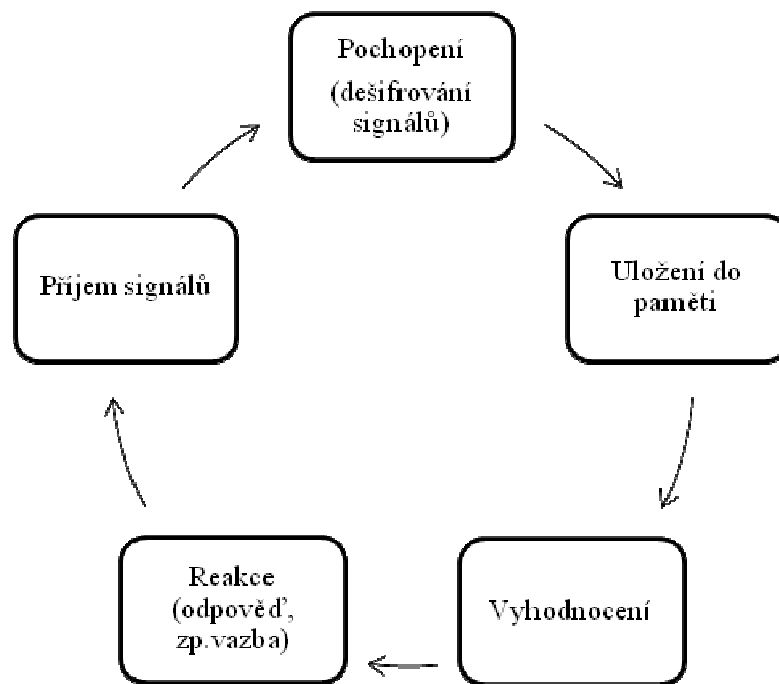 Pochopení
(dešifrování
signálů)
Příjem signálů
Uložení do
paměti
Reakce
(odpověď,
zp.vazba)
Vyhodnocení